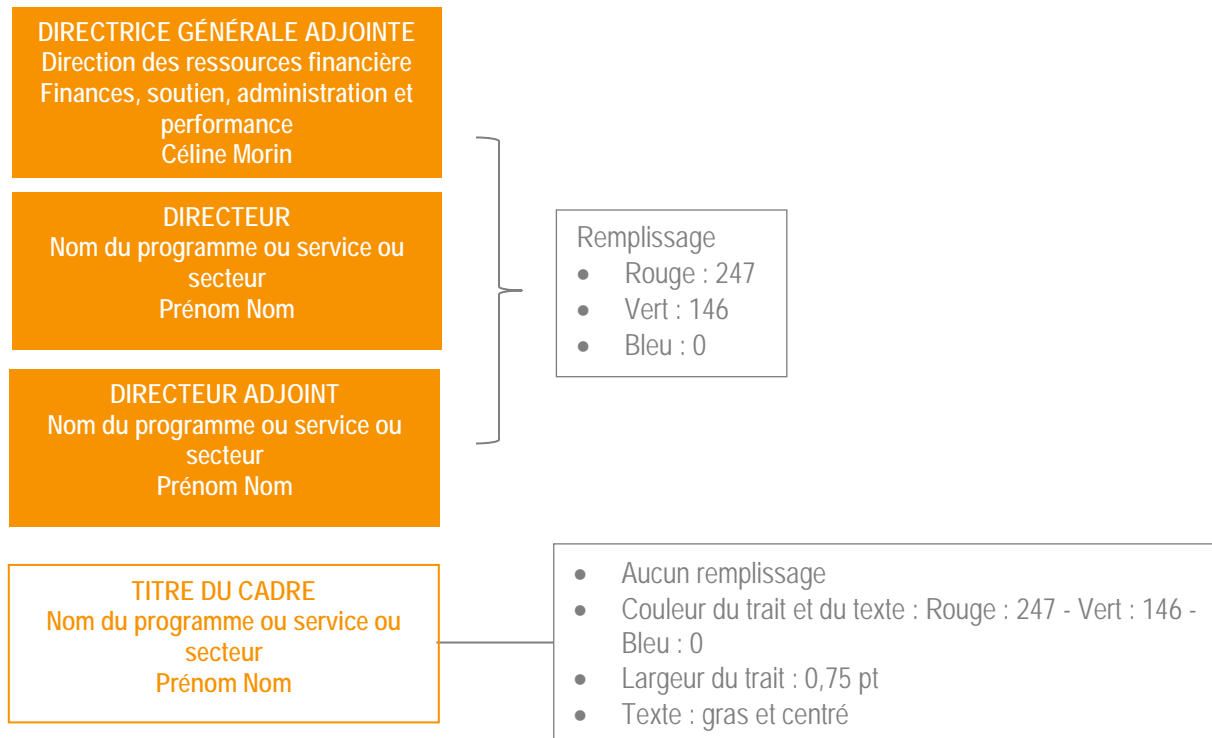 DIRECTRICE GÉNÉRALE ADJOINTE
Direction des ressources financière
Finances, soutien, administration et
performance
Céline Morin
DIRECTEUR
Nom du programme ou service ou
secteur
Prénom Nom
DIRECTEUR ADJOINT
Nom du programme ou service ou
secteur
Prénom Nom
Remplissage
• Rouge : 247
• Vert : 146
• Bleu : 0
TITRE DU CADRE
Nom du programme ou service ou
secteur
Prénom Nom
• Aucun remplissage
• Couleur du trait et du texte : Rouge : 247 - Vert : 146 -
Bleu : 0
• Largeur du trait : 0,75 pt
• Texte : gras et centré